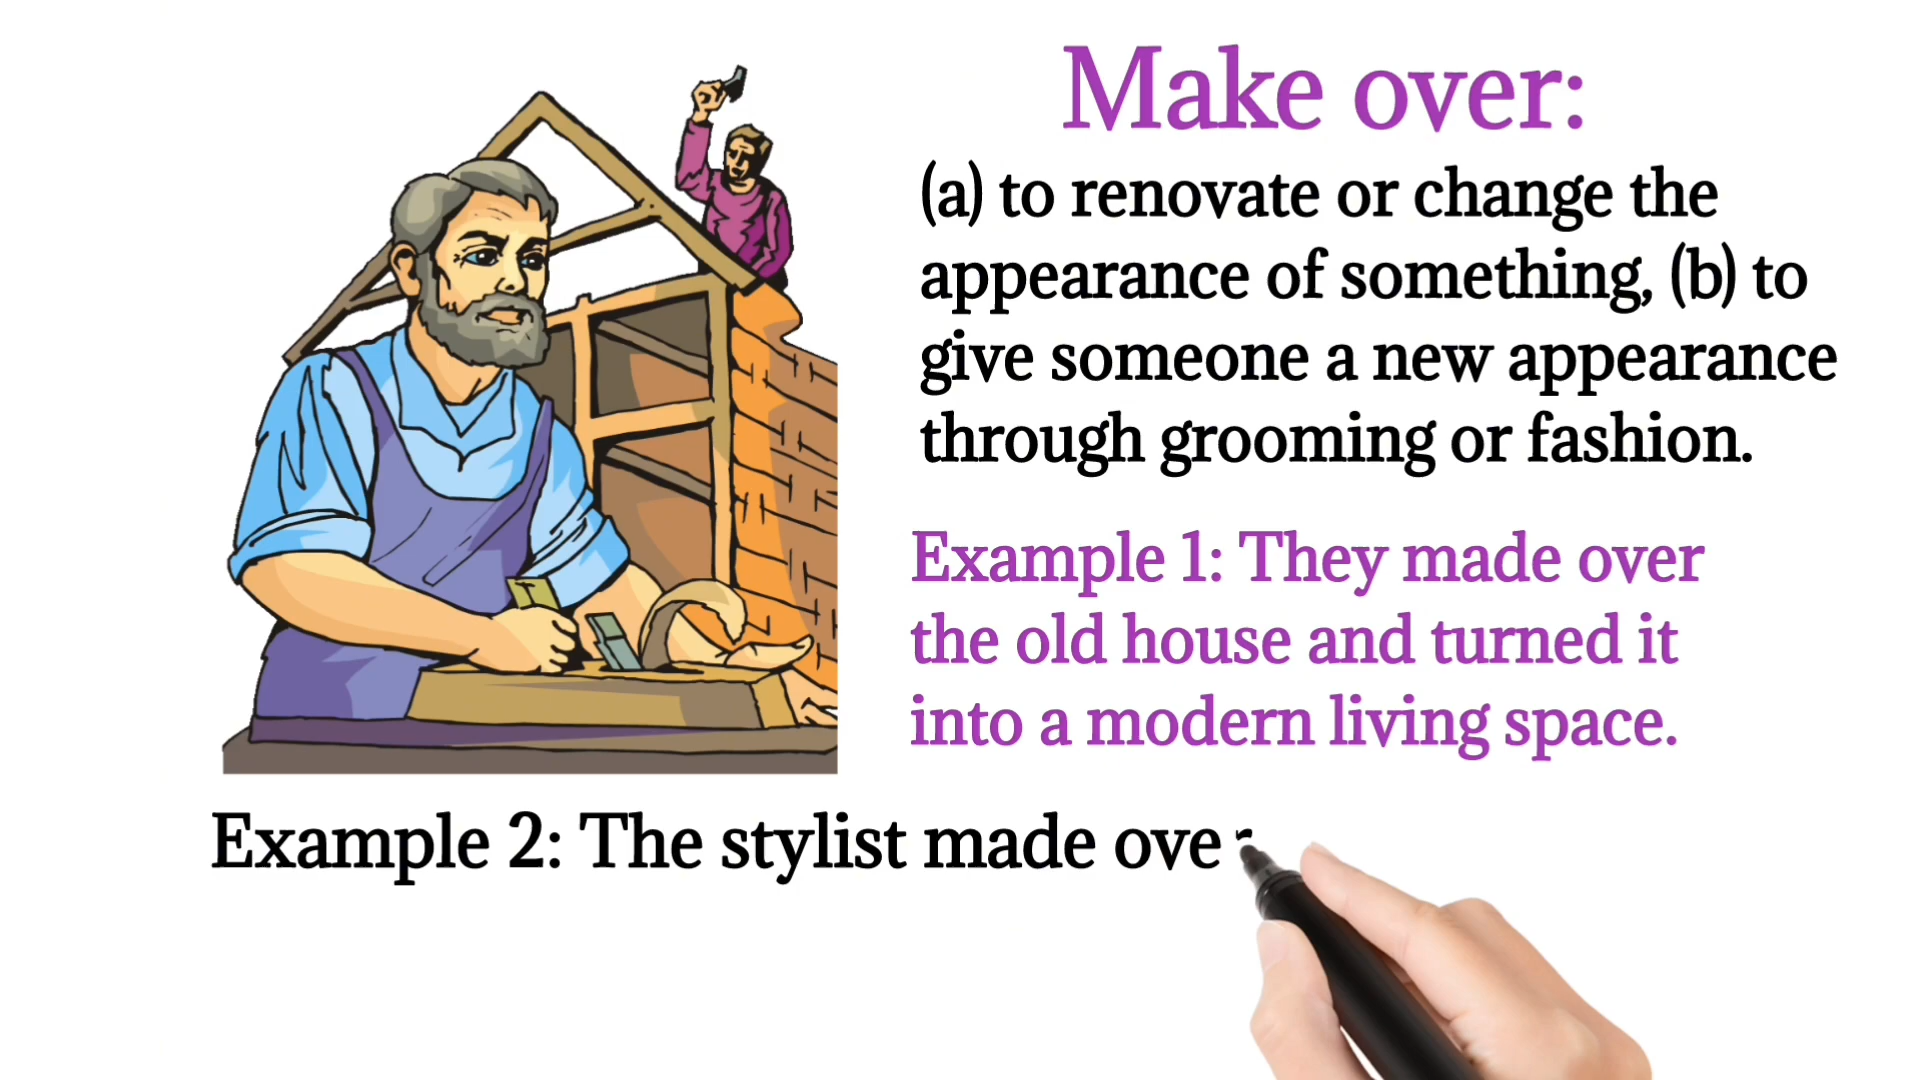 Make over:
(a) to renovate or change the
appearance of something, (b) to
give someone a new appearance
through grooming or fashion.
Example 1: They made over
the old house and turned it
into a modern living space.
Example 2: The stylist made over